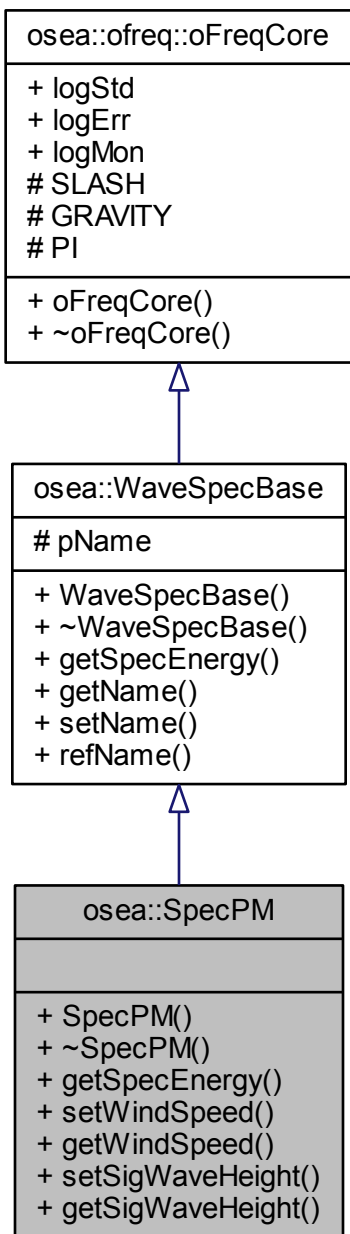 osea::ofreq::oFreqCore
+ logStd
+ logErr
+ logMon
# SLASH
# GRAVITY
# PI
+ oFreqCore()
+ ~oFreqCore()
osea::WaveSpecBase
# pName
+ WaveSpecBase()
+ ~WaveSpecBase()
+ getSpecEnergy()
+ getName()
+ setName()
+ refName()
osea::SpecPM
+ SpecPM()
+ ~SpecPM()
+ getSpecEnergy()
+ setWindSpeed()
+ getWindSpeed()
+ setSigWaveHeight()
+ getSigWaveHeight()